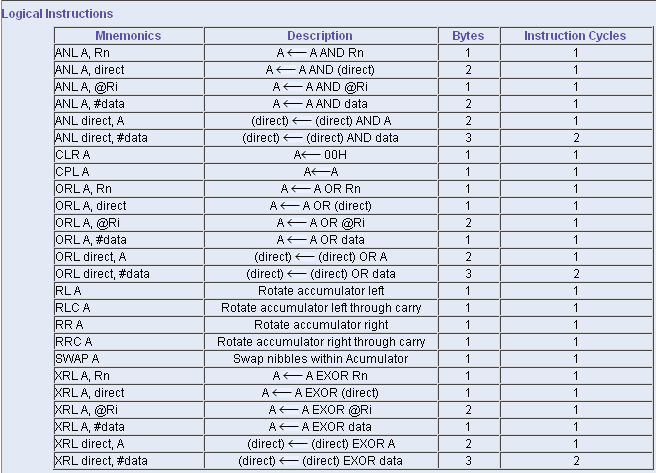 Logical Instructions
Mnemonics Description Bytes Instruction Cycles
ANL A, Rn A ⟵ A AND Rn 1 1
ANL A, direct A ⟵ A AND (direct) 2 1
ANL A, @Ri A ⟵ A AND @Ri 1 1
ANL A, #data A ⟵ A AND data 2 1
ANL direct, A (direct) ⟵ (direct) AND A 2 1
ANL direct, #data (direct) ⟵ (direct) AND data 3 2
CLR A A⟵ 00H 1 1
CPL A A⟵A 1 1
ORL A, Rn A ⟵ A OR Rn 1 1
ORL A, direct A ⟵ A OR (direct) 1 1
ORL A, @Ri A ⟵ A OR @Ri 2 1
ORL A, #data A ⟵ A OR data 1 1
ORL direct, A (direct) ⟵ (direct) OR A 2 1
ORL direct, #data (direct) ⟵ (direct) OR data 3 2
RL A Rotate accumulator left 1 1
RLC A Rotate accumulator left through carry 1 1
RR A Rotate accumulator right 1 1
RRC A Rotate accumulator right through carry 1 1
SWAP A Swap nibbles within Acumulator 1 1
XRL A, Rn A ⟵ A EXOR Rn 1 1
XRL A, direct A ⟵ A EXOR (direct) 1 1
XRL A, @Ri A ⟵ A EXOR @Ri 2 1
XRL A, #data A ⟵ A EXOR data 1 1
XRL direct, A (direct) ⟵ (direct) EXOR A 2 1
XRL direct, #data (direct) ⟵ (direct) EXOR data 3 2